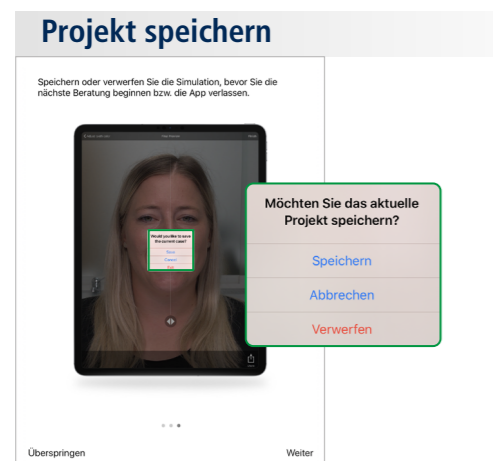 Projekt speichern
Speichern oder verwerfen Sie die Simulation, bevor Sie die
nächste Beratung beginnen bzw. die App verlassen.
Would you like to save
the current case?
Save
Cancel
Möchten Sie das aktuelle
Projekt speichern?
Speichern
Abbrechen
Verwerfen
Überspringen
Weiter